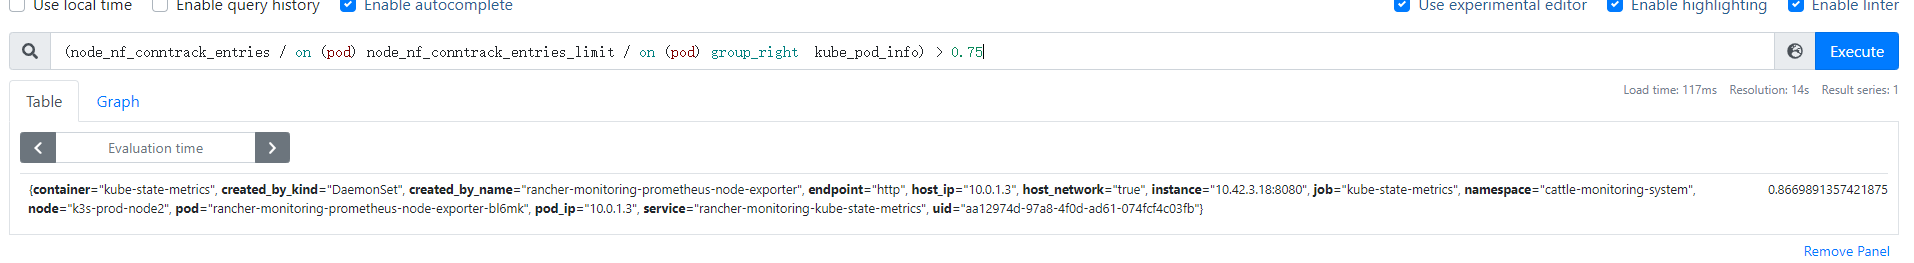 Use local time Enable query history Enable autocomplete Use experimental editor Enable highlighting Enable linter
(node_nf_conntrack_entries / on (pod) node_nf_conntrack_entries_limit / on (pod) group_right  kube_pod_info) > 0.75 Execute
Table Graph Load time: 117ms Resolution: 14s Result series: 1
Evaluation time
{container="kube-state-metrics", created_by_kind="DaemonSet", created_by_name="rancher-monitoring-prometheus-node-exporter", endpoint="http", host_ip="10.0.1.3", host_network="true", instance="10.42.3.18:8080", job="kube-state-metrics", namespace="cattle-monitoring-system", 0.8669891357421875
node="k3s-prod-node2", pod="rancher-monitoring-prometheus-node-exporter-bl6mk", pod_ip="10.0.1.3", service="rancher-monitoring-kube-state-metrics", uid="aa12974d-97a8-4f0d-ad61-074fcf4c03fb"}
Remove Panel